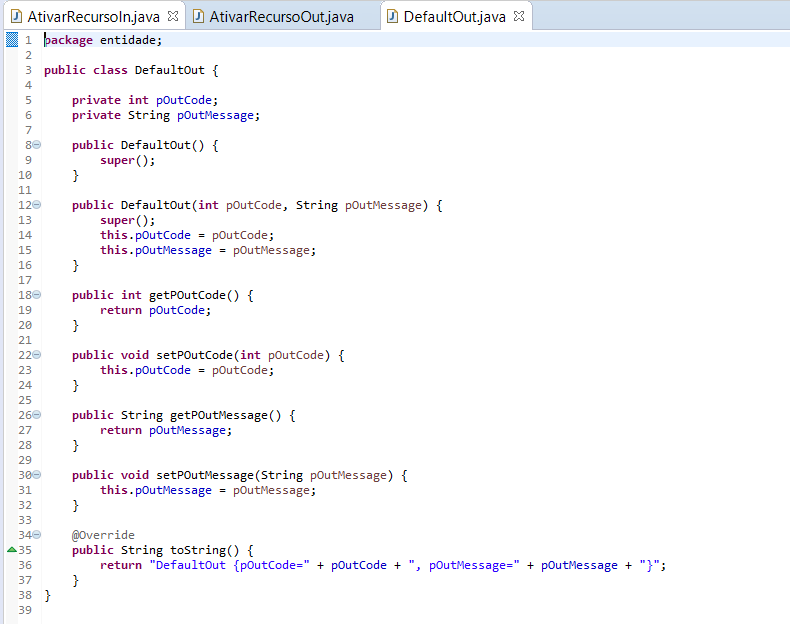 AtivarRecursoIn.java AtivarRecursoOut.java DefaultOut.java
1 package entidade;
2
3 public class DefaultOut {
4
5 private int pOutCode;
6 private String pOutMessage;
7
8 public DefaultOut() {
9 super();
10 }
11
12 public DefaultOut(int pOutCode, String pOutMessage) {
13 super();
14 this.pOutCode = pOutCode;
15 this.pOutMessage = pOutMessage;
16 }
17
18 public int getPOutCode() {
19 return pOutCode;
20 }
21
22 public void setPOutCode(int pOutCode) {
23 this.pOutCode = pOutCode;
24 }
25
26 public String getPOutMessage() {
27 return pOutMessage;
28 }
29
30 public void setPOutMessage(String pOutMessage) {
31 this.pOutMessage = pOutMessage;
32 }
33
34 @Override
35 public String toString() {
36 return "DefaultOut {pOutCode=" + pOutCode + ", pOutMessage=" + pOutMessage + "}";
37 }
38 }
39